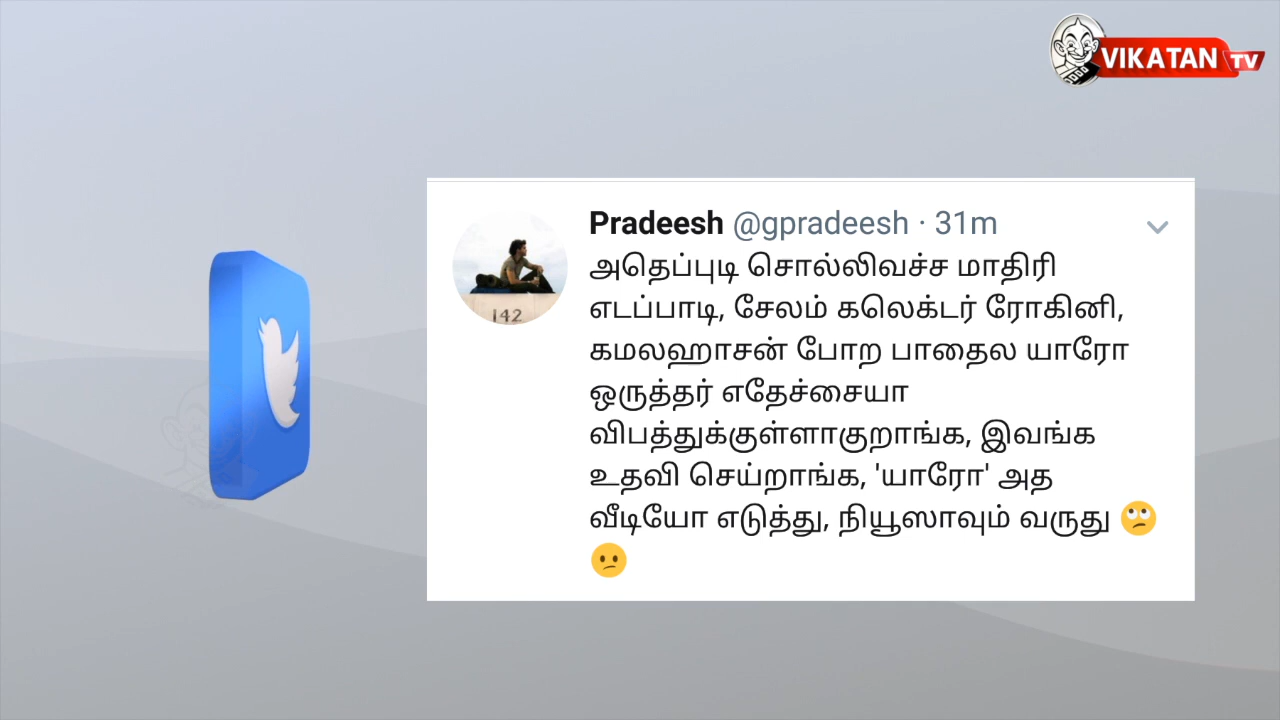 VIKATAN TV
Pradeesh @gpradeesh · 31m
அதெப்புடி சொல்லிவச்ச மாதிரி
எடப்பாடி, சேலம் கலெக்டர் ரோகினி,
கமலஹாசன் போற பாதைல யாரோ
ஒருத்தர் எதேச்சையா
விபத்துக்குள்ளாகுறாங்க, இவங்க
உதவி செய்றாங்க, 'யாரோ' அத
வீடியோ எடுத்து, நியூஸாவும் வருது 🙄
😕
142